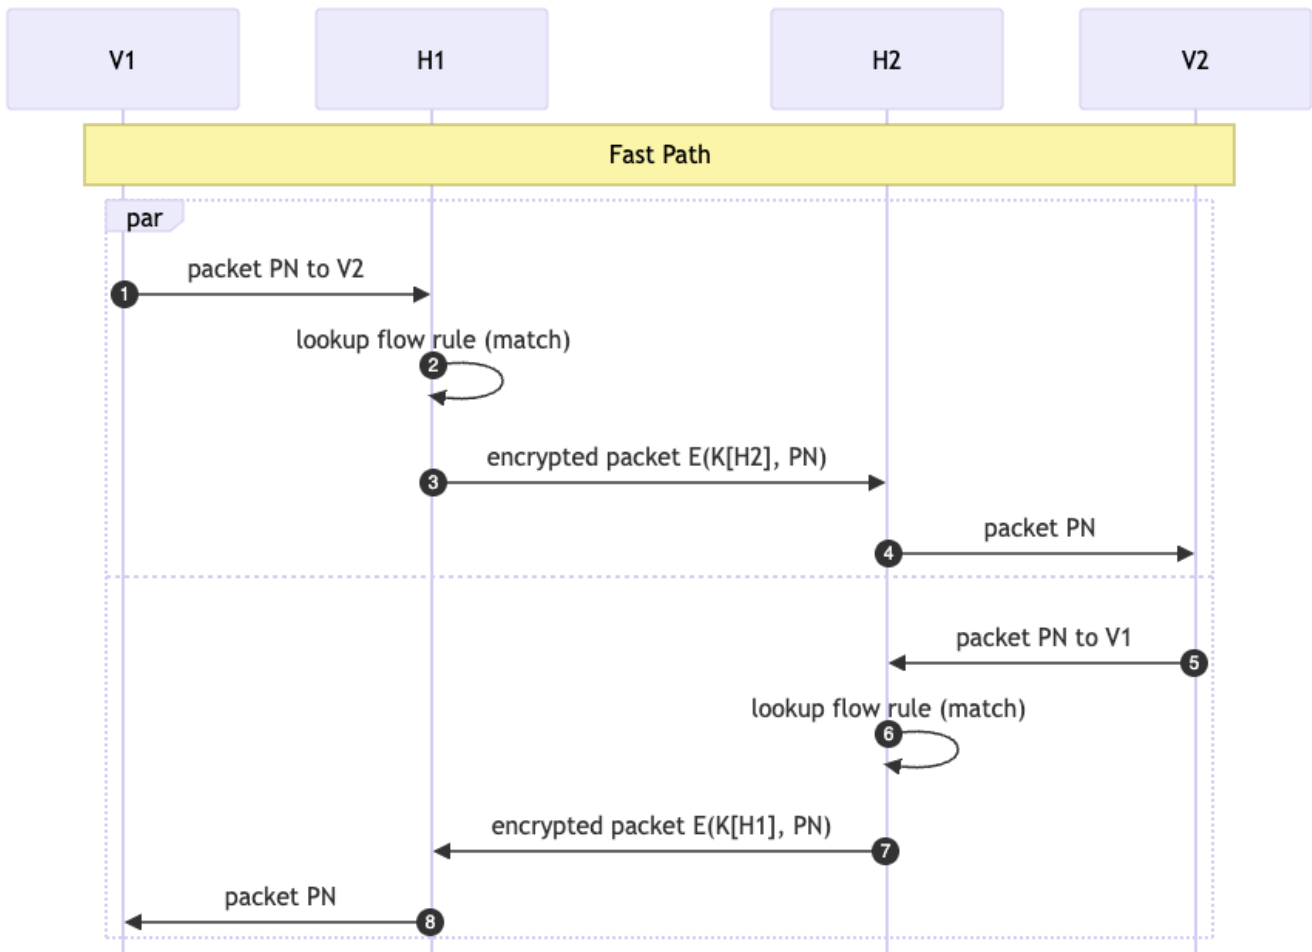 V1 H1 H2 V2
Fast Path
par
packet PN to V2
1
lookup flow rule (match)
2
encrypted packet E(K[H2], PN)
3
packet PN
4
packet PN to V1
5
lookup flow rule (match)
6
encrypted packet E(K[H1], PN)
7
packet PN
8